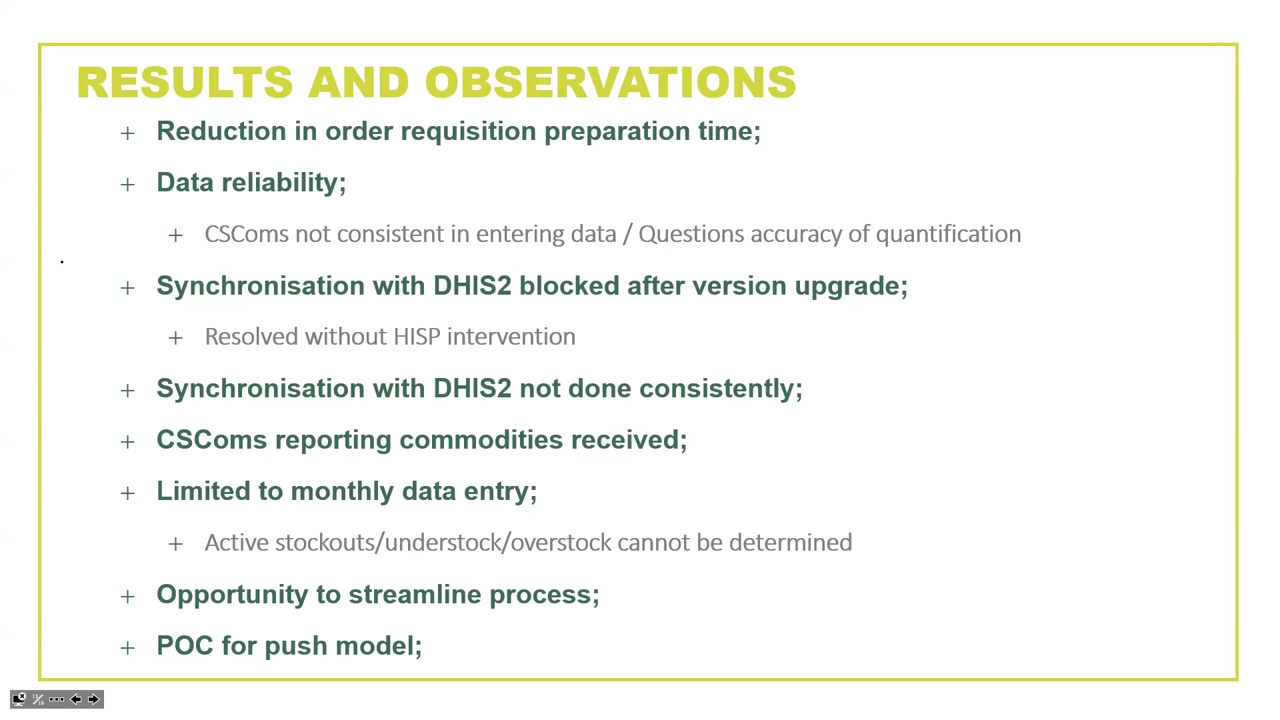 RESULTS AND OBSERVATIONS
+ Reduction in order requisition preparation time;
+ Data reliability;
+ CSComs not consistent in entering data / Questions accuracy of quantification
+ Synchronisation with DHIS2 blocked after version upgrade;
+ Resolved without HISP intervention
+ Synchronisation with DHIS2 not done consistently;
+ CSComs reporting commodities received;
+ Limited to monthly data entry;
+ Active stockouts/understock/overstock cannot be determined
+ Opportunity to streamline process;
+ POC for push model;